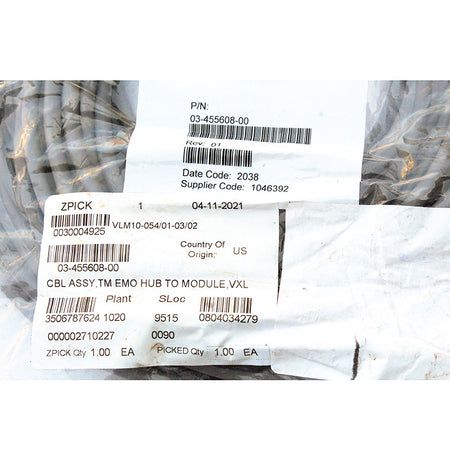 P/N:
03-455608-00
Rev: 01
Date Code: 2038
Supplier Code: 1046392
ZPICK 1 04-11-2021
0030004925 VLM10-054/01-03/02
Country Of Origin: US
03-455608-00
CBL ASSY,TM EMO HUB TO MODULE,VXL
Plant SLoc
3506787624 1020 9515 0804034279
000002710227 0090
ZPICK Qty 1.00 EA PICKED Qty 1.00 EA